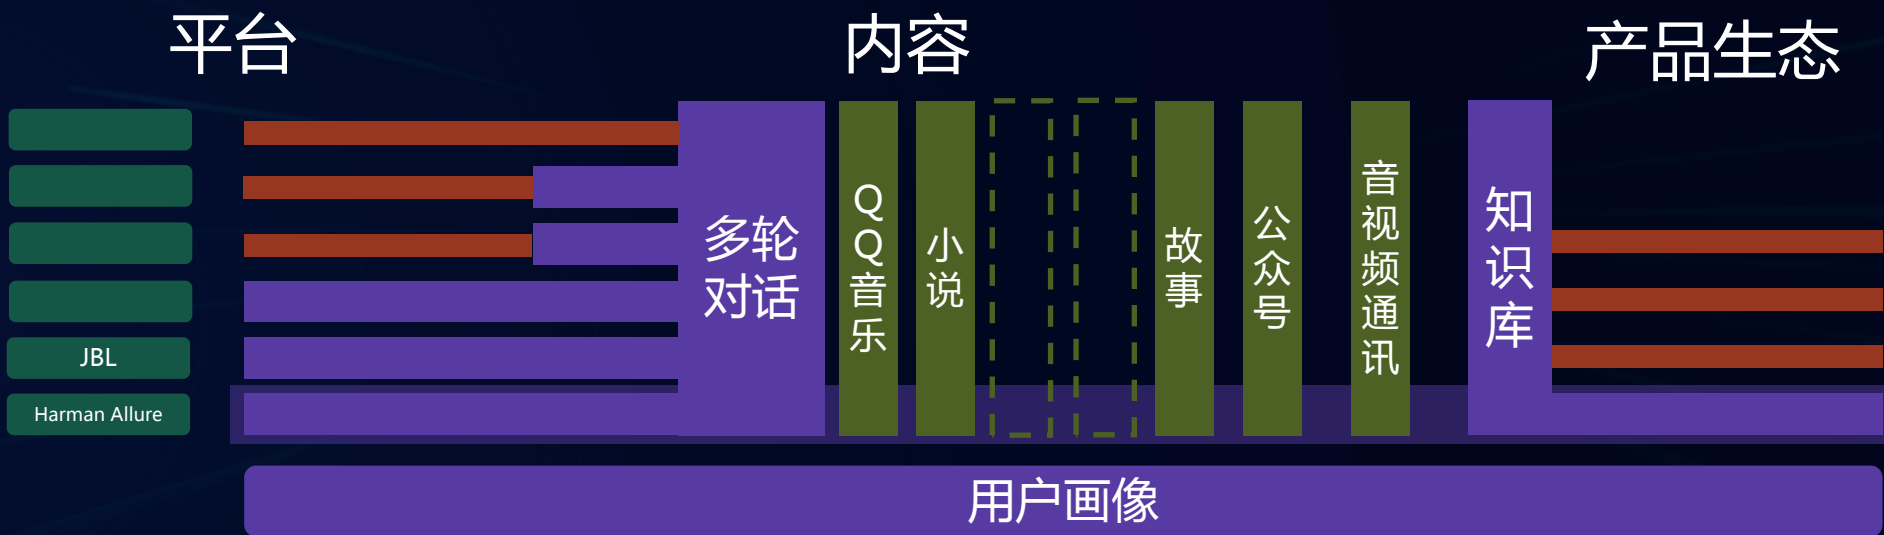 平台
内容
产品生态
JBL
Harman Allure
多轮
对话
QQ音乐
小说
故事
公众号
音视频通讯
知识库
用户画像